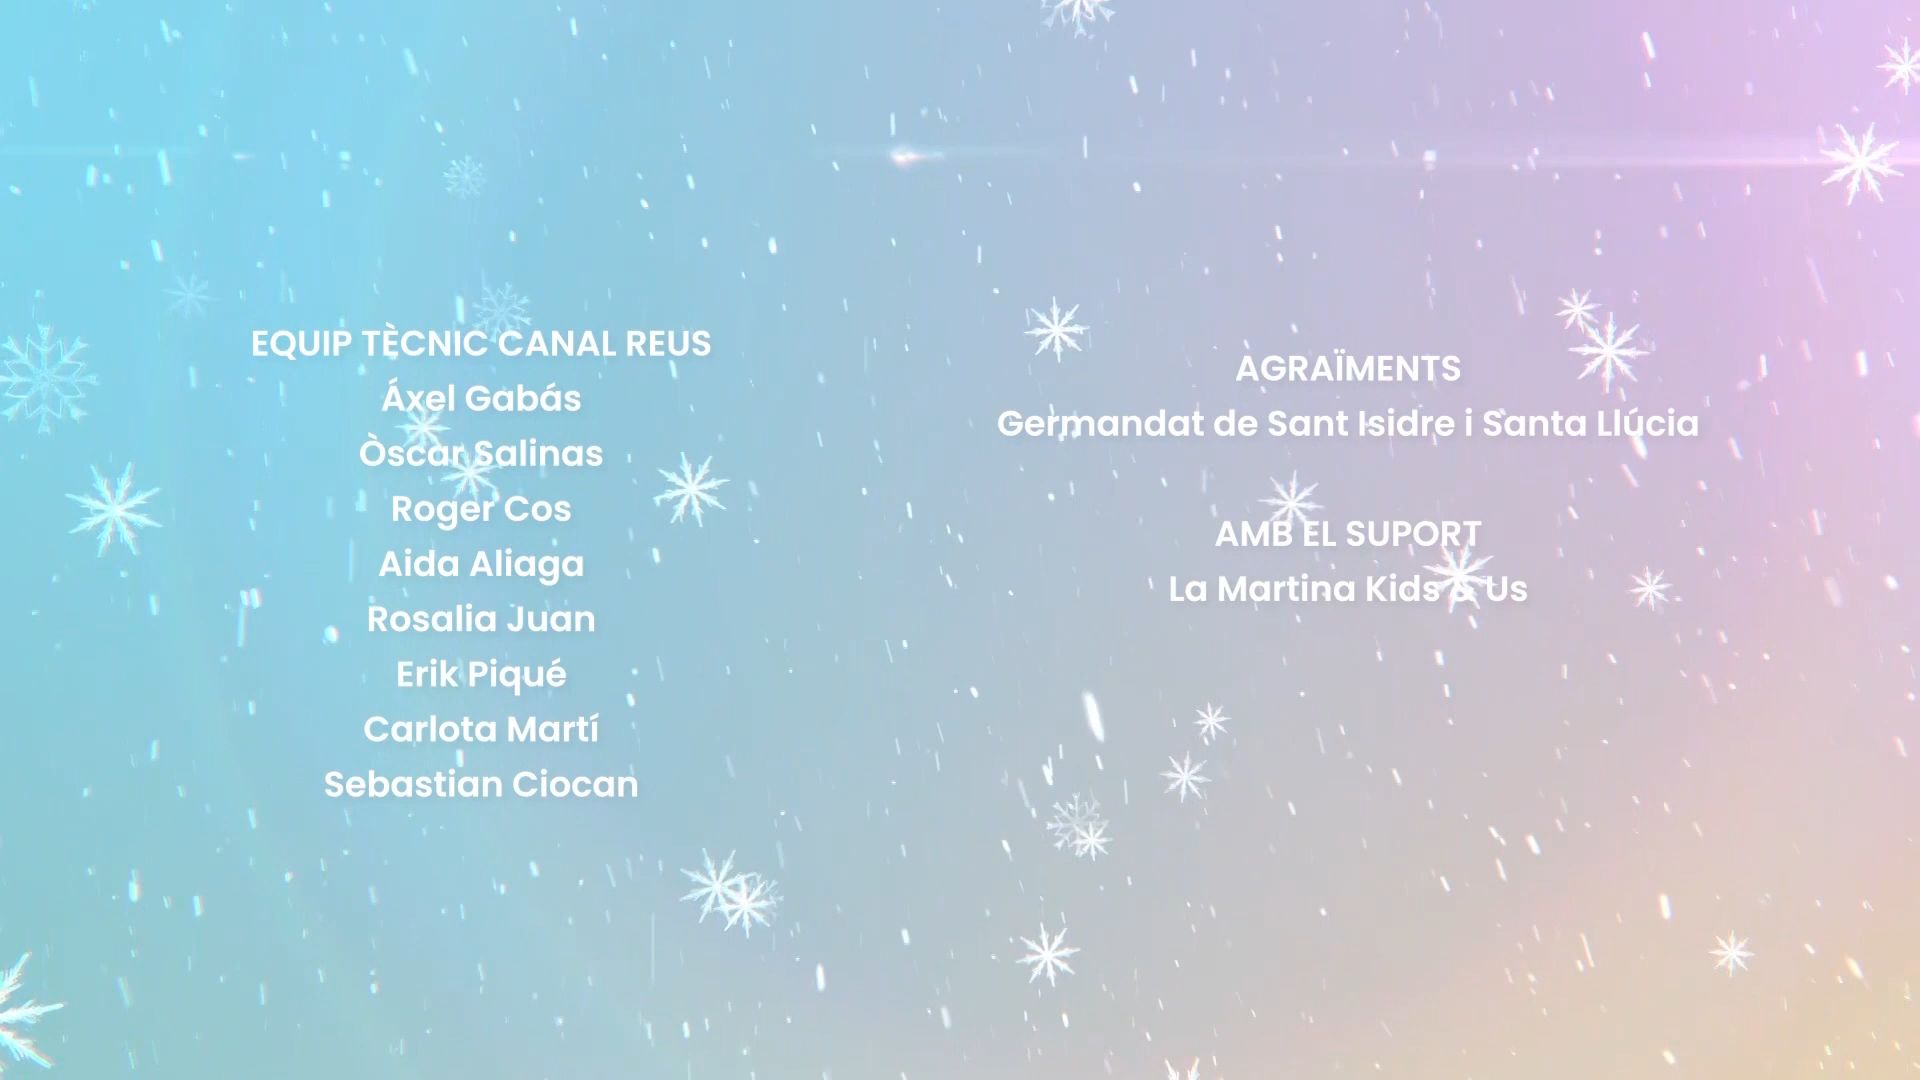 EQUIP TÈCNIC CANAL REUS
Áxel Gabás
Òscar Salinas
Roger Cos
Aida Aliaga
Rosalia Juan
Erik Piqué
Carlota Martí
Sebastian Ciocan
AGRAÏMENTS
Germandat de Sant Isidre i Santa Llúcia
AMB EL SUPORT
La Martina Kids & Us